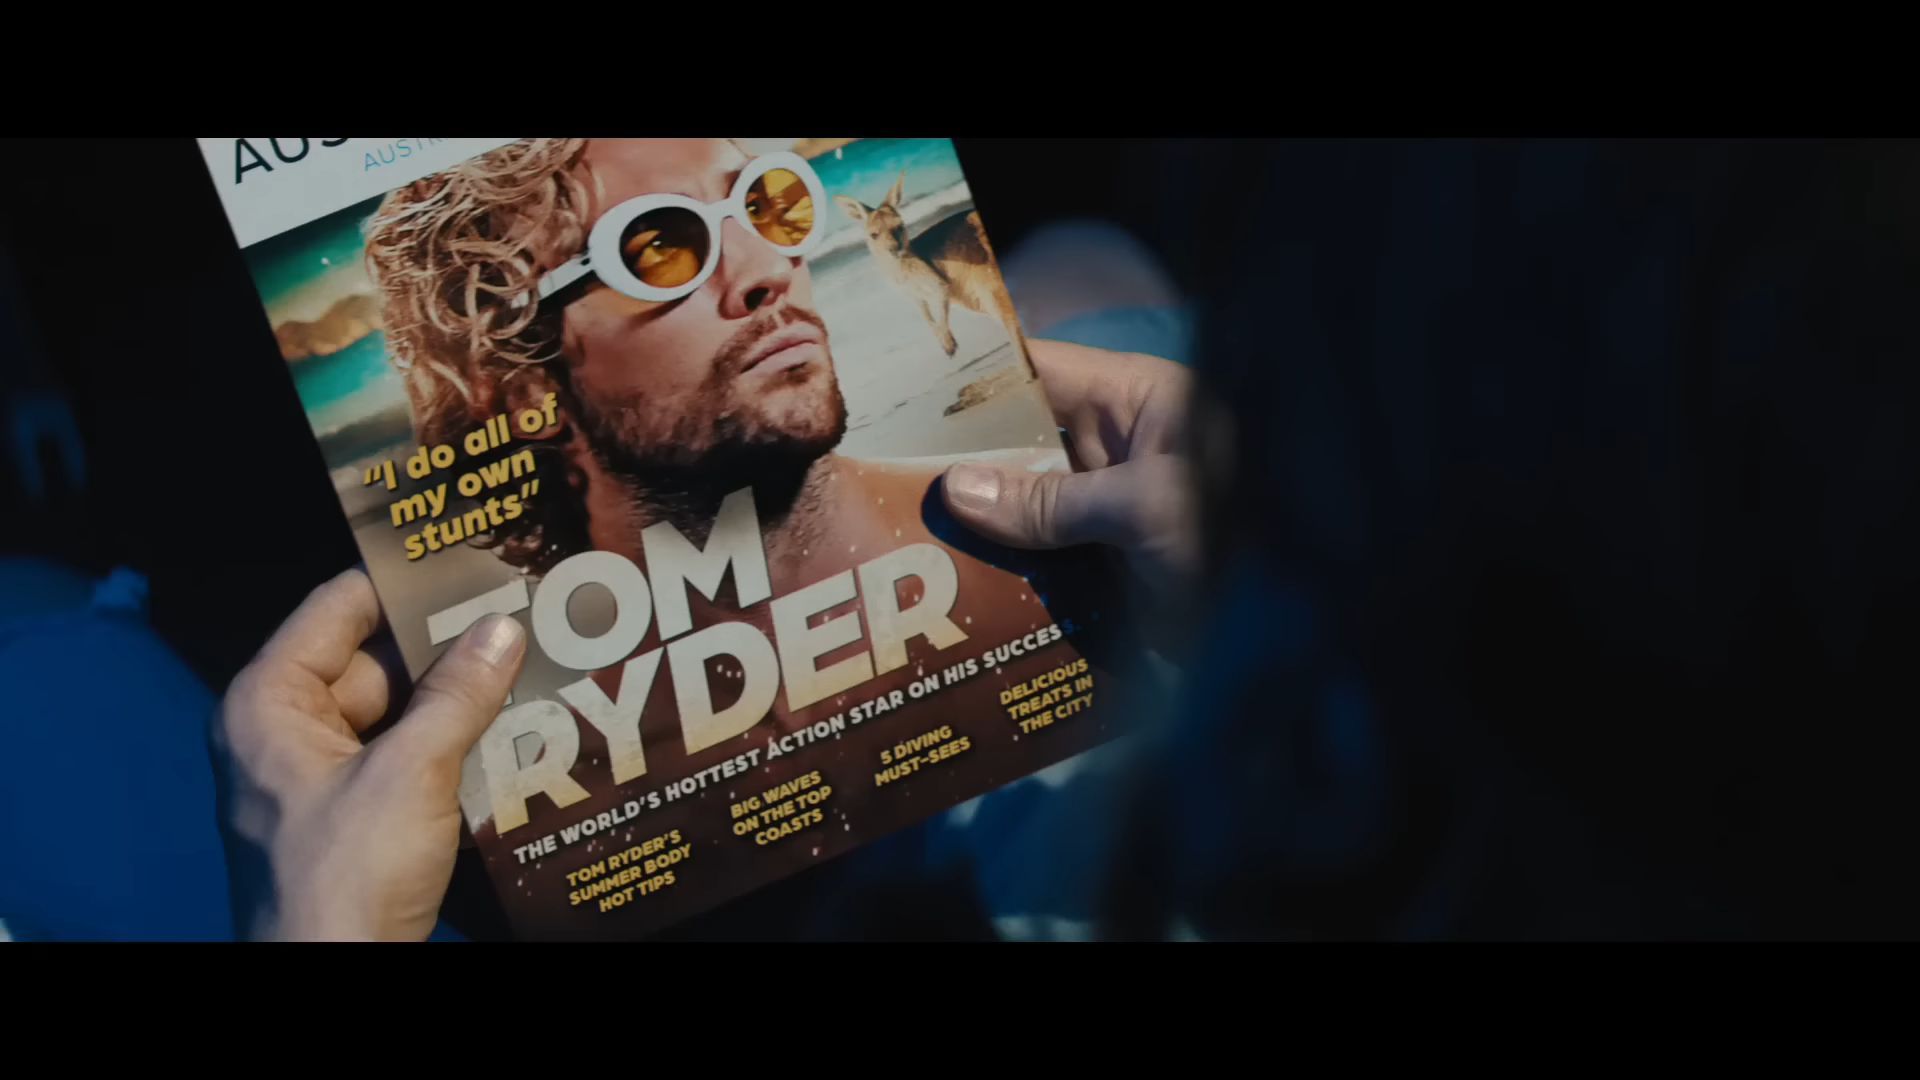 "I do all of
my own
stunts"
TOM
RYDER
THE WORLD'S HOTTEST ACTION STAR ON HIS SUCCESS.
TOM RYDER'S
SUMMER BODY
HOT TIPS
BIG WAVES
ON THE TOP
COASTS
5 DIVING
MUST-SEES
DELICIOUS
TREATS IN
THE CITY